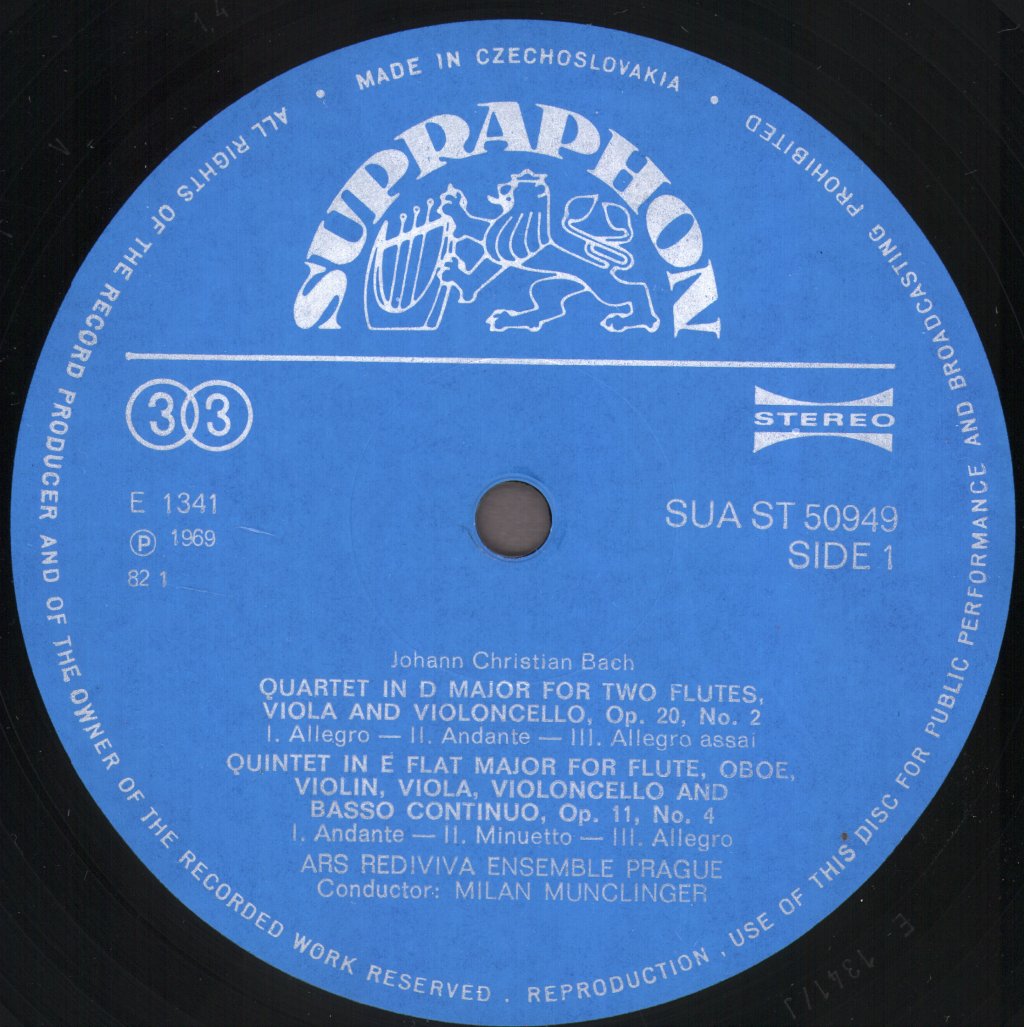 MADE IN CZECHOSLOVAKIA
SUPRAPHON
33
STEREO
E 1341
Ⓟ 1969
82 1
SUA ST 50949
SIDE 1
Johann Christian Bach
QUARTET IN D MAJOR FOR TWO FLUTES,
VIOLA AND VIOLONCELLO, Op. 20, No. 2
I. Allegro — II. Andante — III. Allegro assai
QUINTET IN E FLAT MAJOR FOR FLUTE, OBOE,
VIOLIN, VIOLA, VIOLONCELLO AND
BASSO CONTINUO, Op. 11, No. 4
I. Andante — II. Minuetto — III. Allegro
ARS REDIVIVA ENSEMBLE PRAGUE
Conductor: MILAN MUNCLINGER
ALL RIGHTS OF THE RECORD PRODUCER AND OF THE OWNER OF THE RECORDED WORK RESERVED . REPRODUCTION, USE OF THIS DISC FOR PUBLIC PERFORMANCE AND BROADCASTING PROHIBITED
E-1341/1